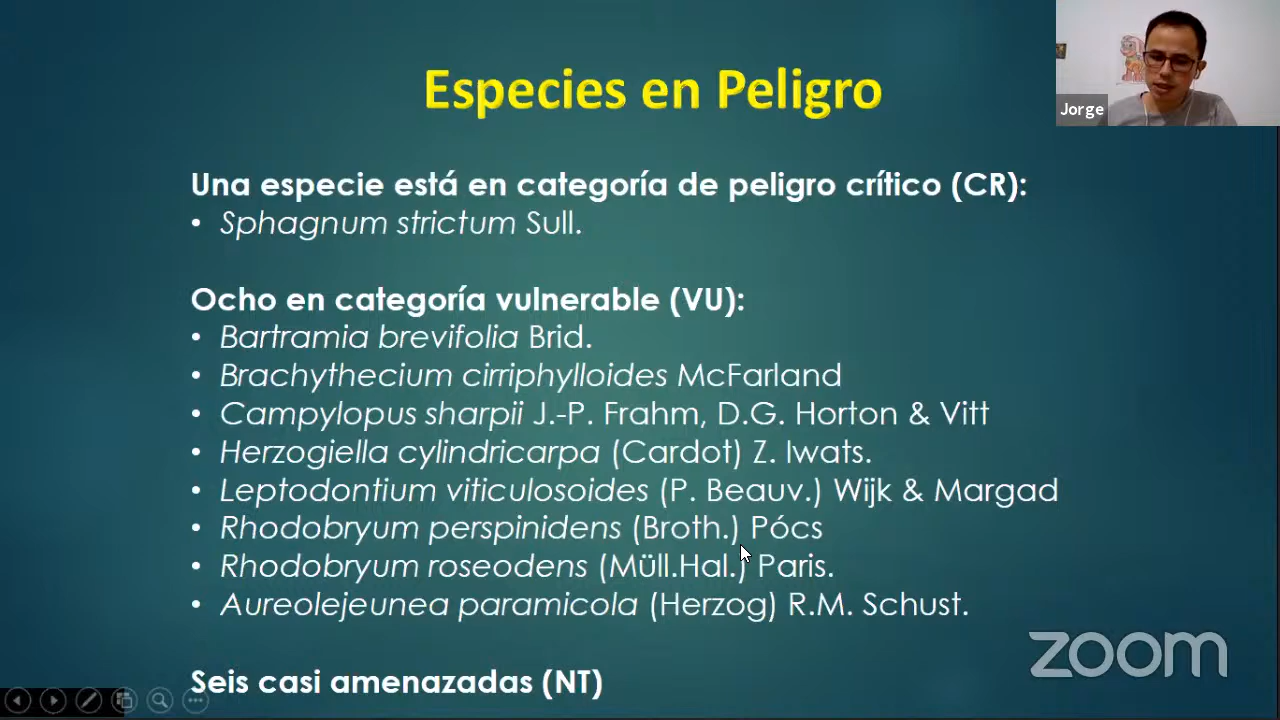 Especies en Peligro
Jorge
Una especie está en categoría de peligro crítico (CR):
• Sphagnum strictum Sull.
Ocho en categoría vulnerable (VU):
• Bartramia brevifolia Brid.
• Brachythecium cirriphylloides McFarland
• Campylopus sharpii J.-P. Frahm, D.G. Horton & Vitt
• Herzogiella cylindricarpa (Cardot) Z. Iwats.
• Leptodontium viticulosoides (P. Beauv.) Wijk & Margad
• Rhodobryum perspinidens (Broth.) Pócs
• Rhodobryum roseodens (Müll.Hal.) Paris.
• Aureolejeunea paramicola (Herzog) R.M. Schust.
zoom
Seis casi amenazadas (NT)